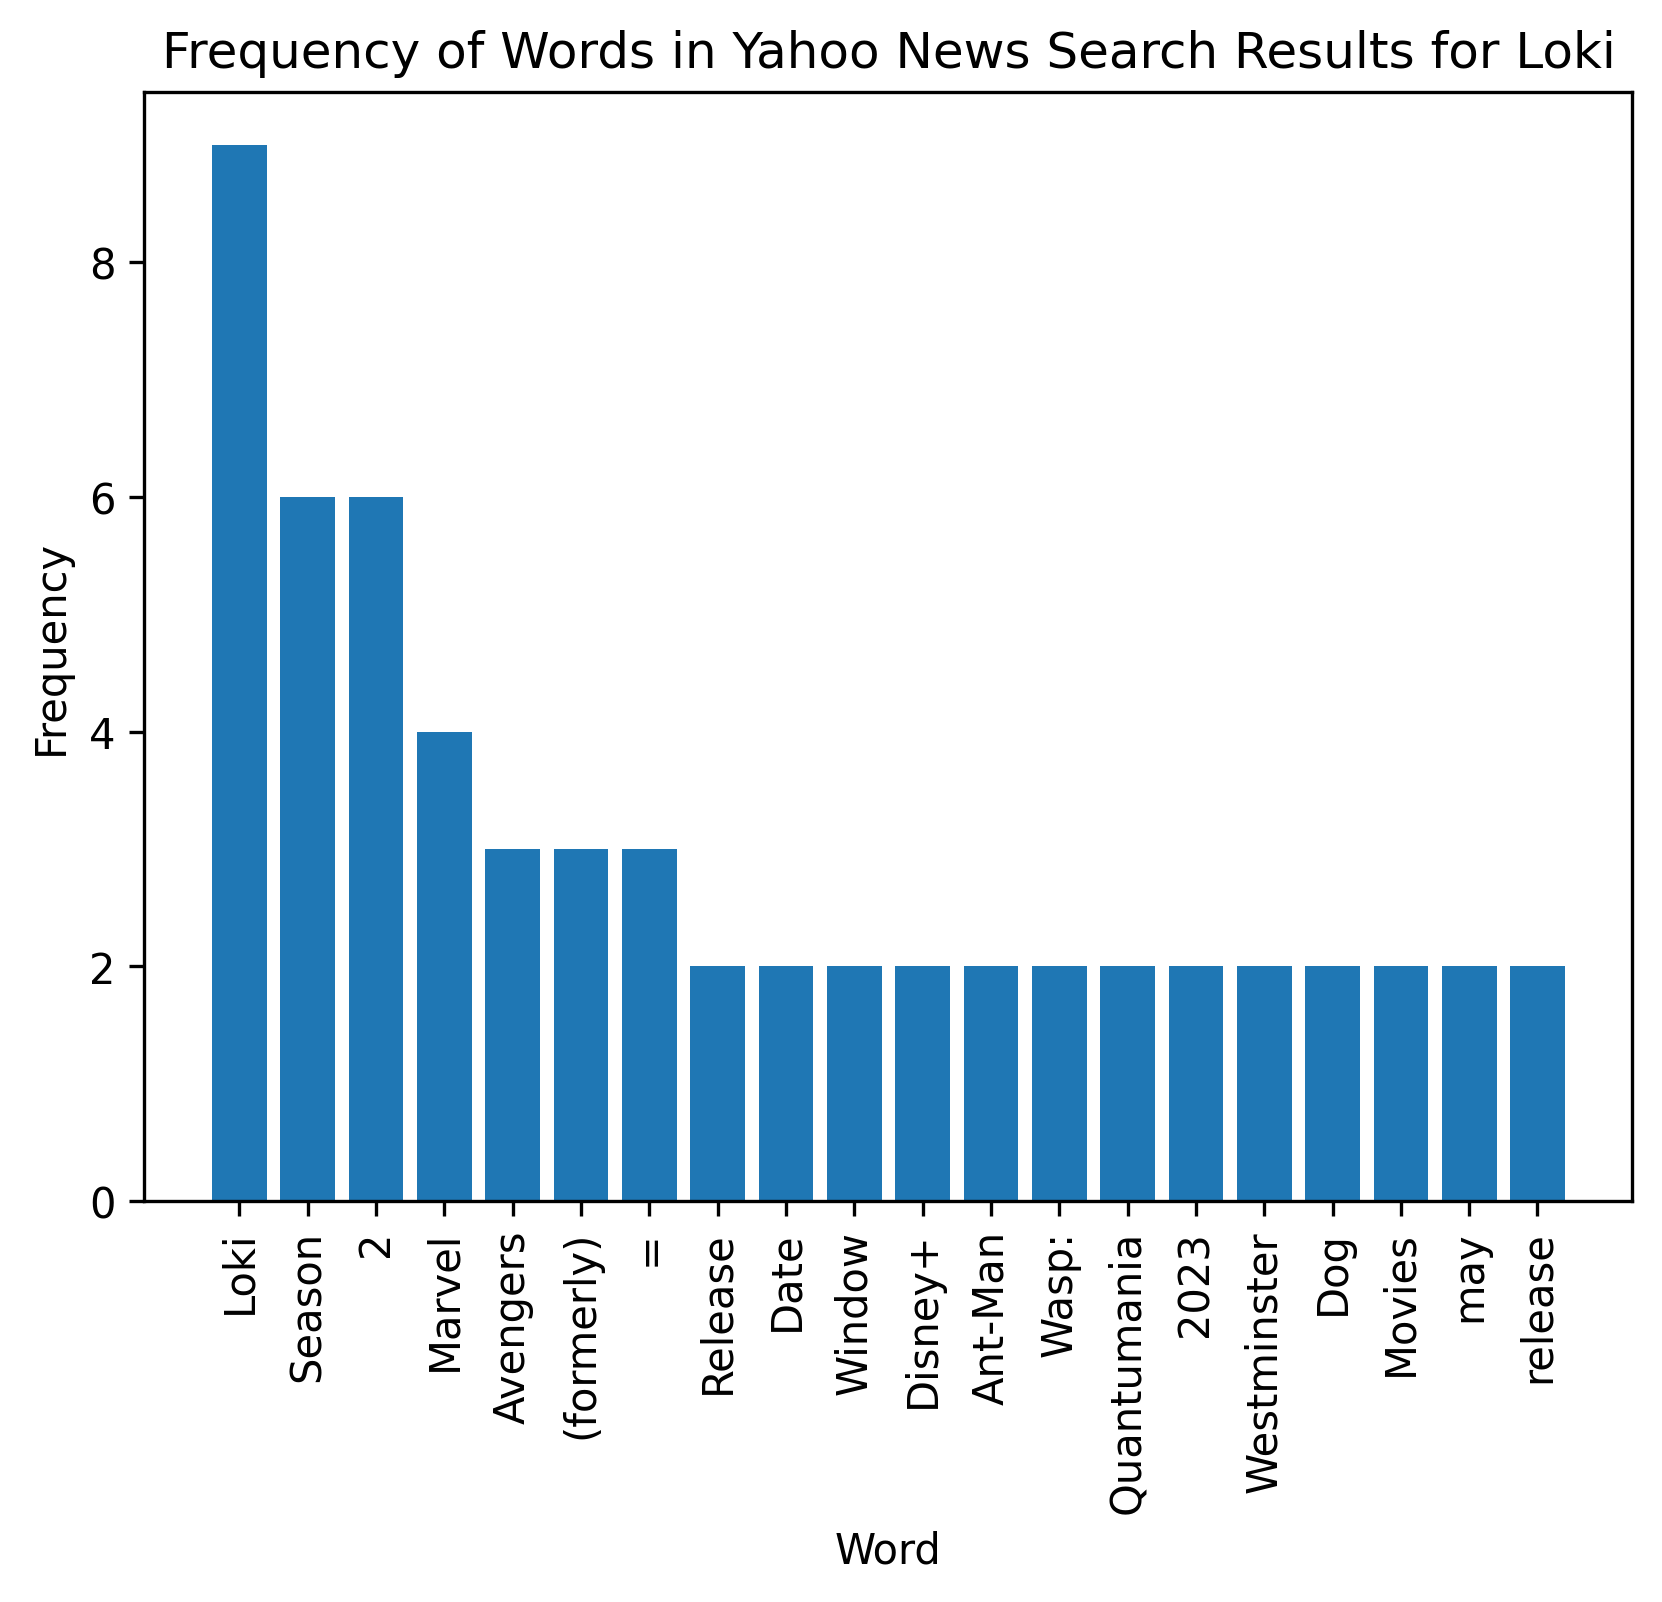 Frequency of Words in Yahoo News Search Results for Loki
Frequency
8
6
4
2
0
Loki
Season
2
Marvel
Avengers
(formerly)
=
Release
Date
Window
Disney+
Ant-Man
Wasp:
Quantumania
2023
Westminster
Dog
Movies
may
release
Word